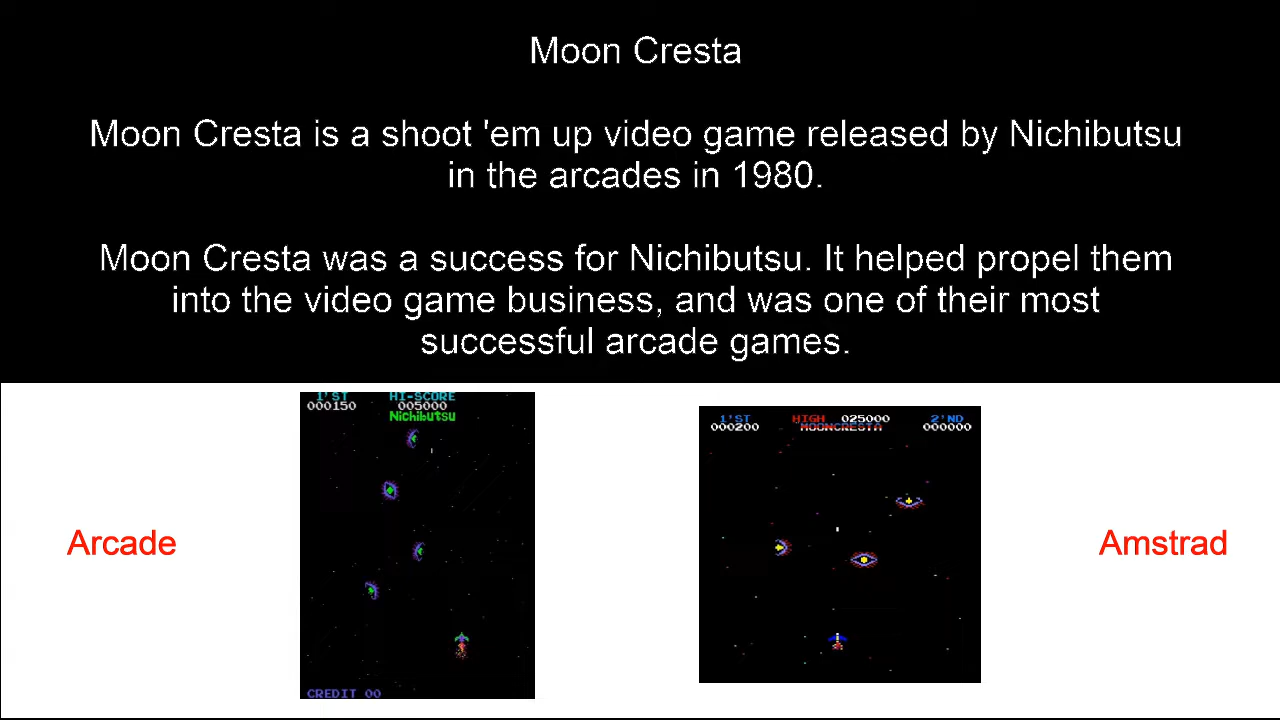 Moon Cresta
Moon Cresta is a shoot 'em up video game released by Nichibutsu
in the arcades in 1980.
Moon Cresta was a success for Nichibutsu. It helped propel them
into the video game business, and was one of their most
successful arcade games.
1'ST HI-SCORE
000150 005000
Nichibutsu
CREDIT 00
Arcade
1'ST HIGH 025000 2'ND
000200 MOONCRESTA 000000
Amstrad